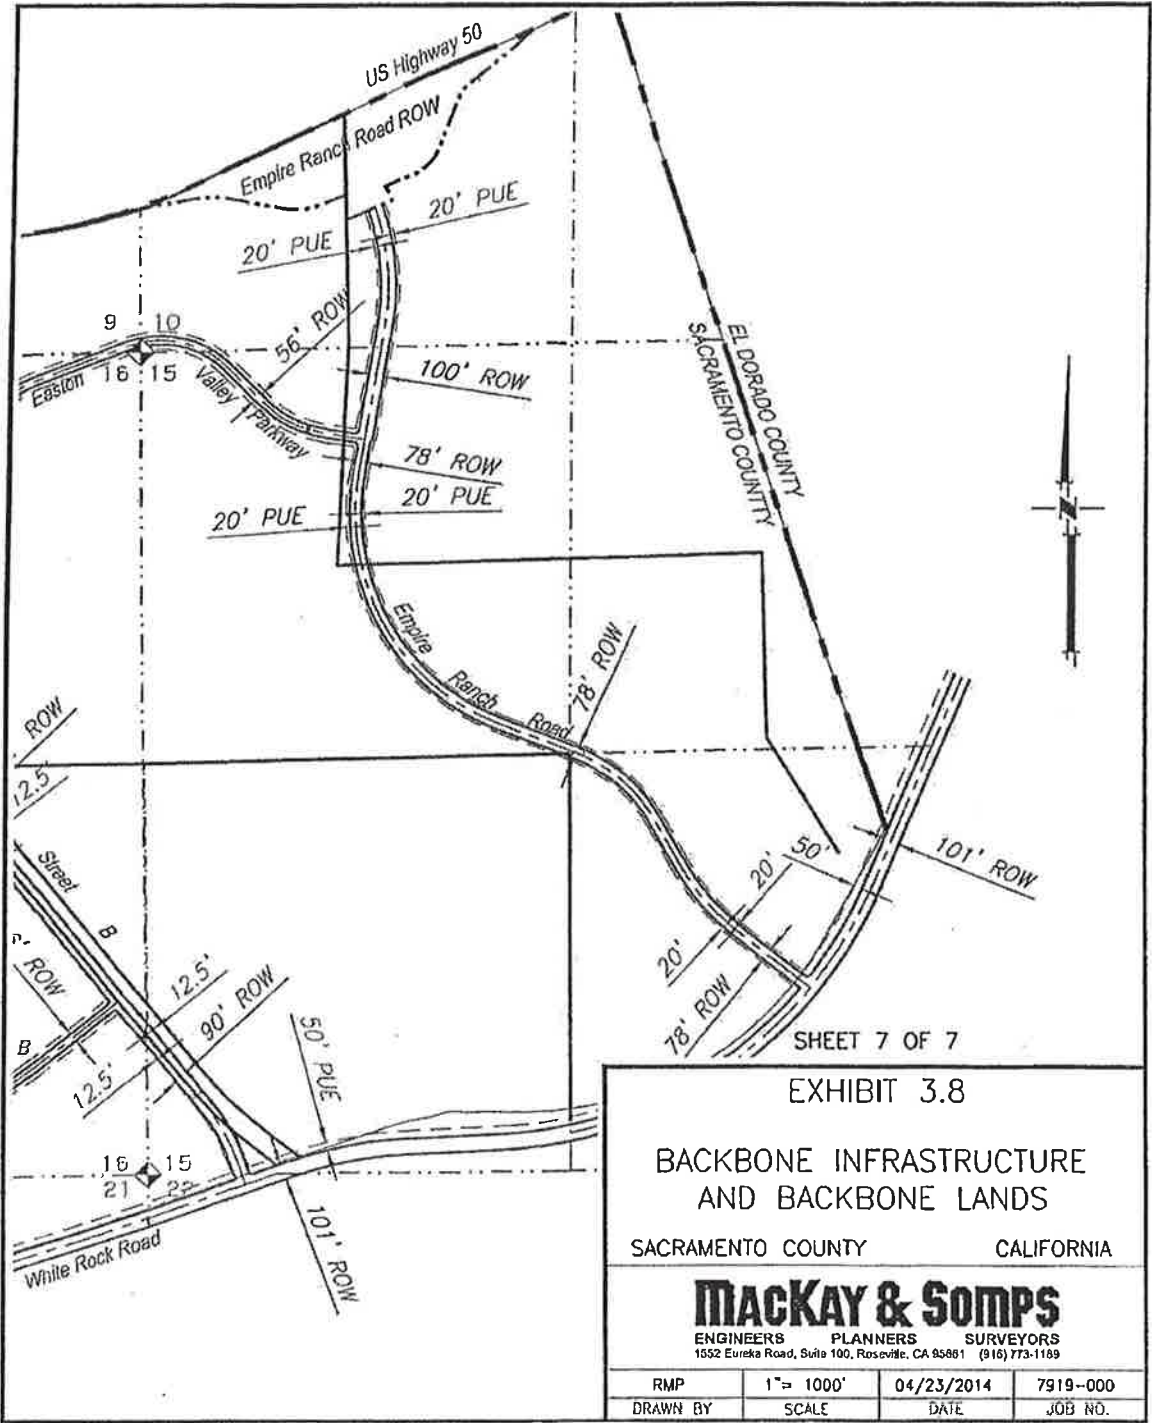 US Highway 50
Empire Ranch Road ROW
20' PUE
20' PUE
9 10
16 15
56' ROW
Easton
Valley
Parkway
100' ROW
EL DORADO COUNTY
SACRAMENTO COUNTTY
78' ROW
20' PUE
20' PUE
Empire
Ranch
Road
78' ROW
ROW
12.5'
Street
B
20'
50'
101' ROW
20'
78' ROW
ROW
B
12.5'
90' ROW
12.5'
50' PUE
16 15
21 22
101' ROW
White Rock Road
SHEET 7 OF 7
EXHIBIT 3.8
BACKBONE INFRASTRUCTURE
AND BACKBONE LANDS
SACRAMENTO COUNTY CALIFORNIA
MACKAY & SOMPS
ENGINEERS PLANNERS SURVEYORS
1552 Eureka Road, Suite 100, Roseville, CA 95661 (916) 773-1189
RMP 1"= 1000' 04/23/2014 7919-000
DRAWN BY SCALE DATE JOB NO.